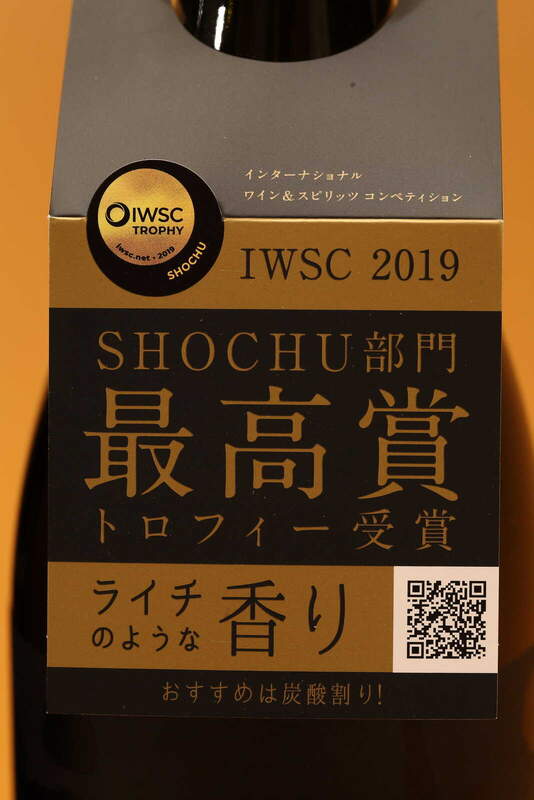 インターナショナル
ワイン&スピリッツ コンペティション
IWSC
TROPHY
iwsc.net • 2019
SHOCHU
IWSC 2019
SHOCHU部門
最高賞
トロフィー受賞
ライチ
のような
香り
おすすめは炭酸割り!